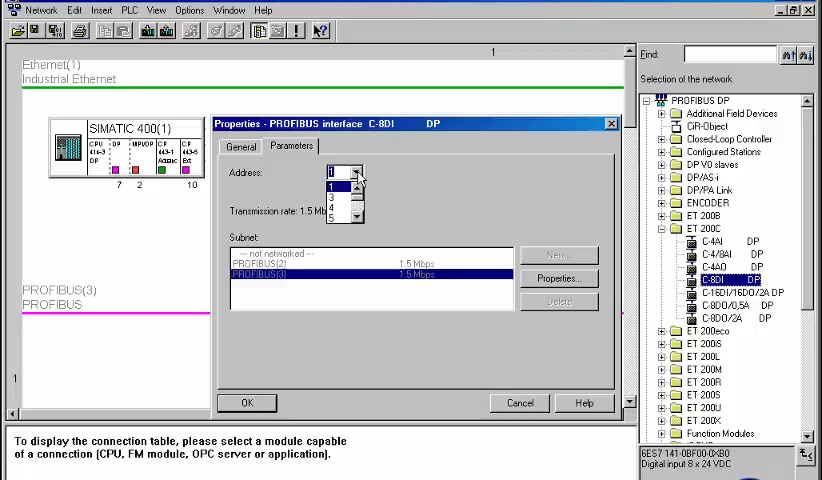 Network Edit Insert PLC View Options Window Help
1
Ethernet(1)
Industrial Ethernet
SIMATIC 400(1)
CPU
416-3
DP
DP
MPI/DP
CP
443-1
CP
443-5
Ext
7 2 10
PROFIBUS(3)
PROFIBUS
1
Properties - PROFIBUS interface C-8DI DP
General Parameters
Address: 1
1
3
4
5
Transmission rate: 1.5 Mb
Subnet:
--- not networked ---
PROFIBUS(2) 1.5 Mbps
PROFIBUS(3) 1.5 Mbps
New...
Properties...
Delete
OK Cancel Help
To display the connection table, please select a module capable
of a connection (CPU, FM module, OPC server or application).
Find:
Selection of the network
PROFIBUS DP
Additional Field Devices
CiR-Object
Closed-Loop Controller
Configured Stations
DP V0 slaves
DP/AS-i
DP/PA Link
ENCODER
ET 200B
ET 200C
C-4AI DP
C-4/8AI DP
C-4AO DP
C-8DI DP
C-16DI/16DO/2A DP
C-8DO/0,5A DP
C-8DO/2A DP
ET 200eco
ET 200iS
ET 200L
ET 200M
ET 200R
ET 200S
ET 200U
ET 200X
Function Modules
6ES7 141-0BF00-0XB0
Digital input 8 x 24 VDC